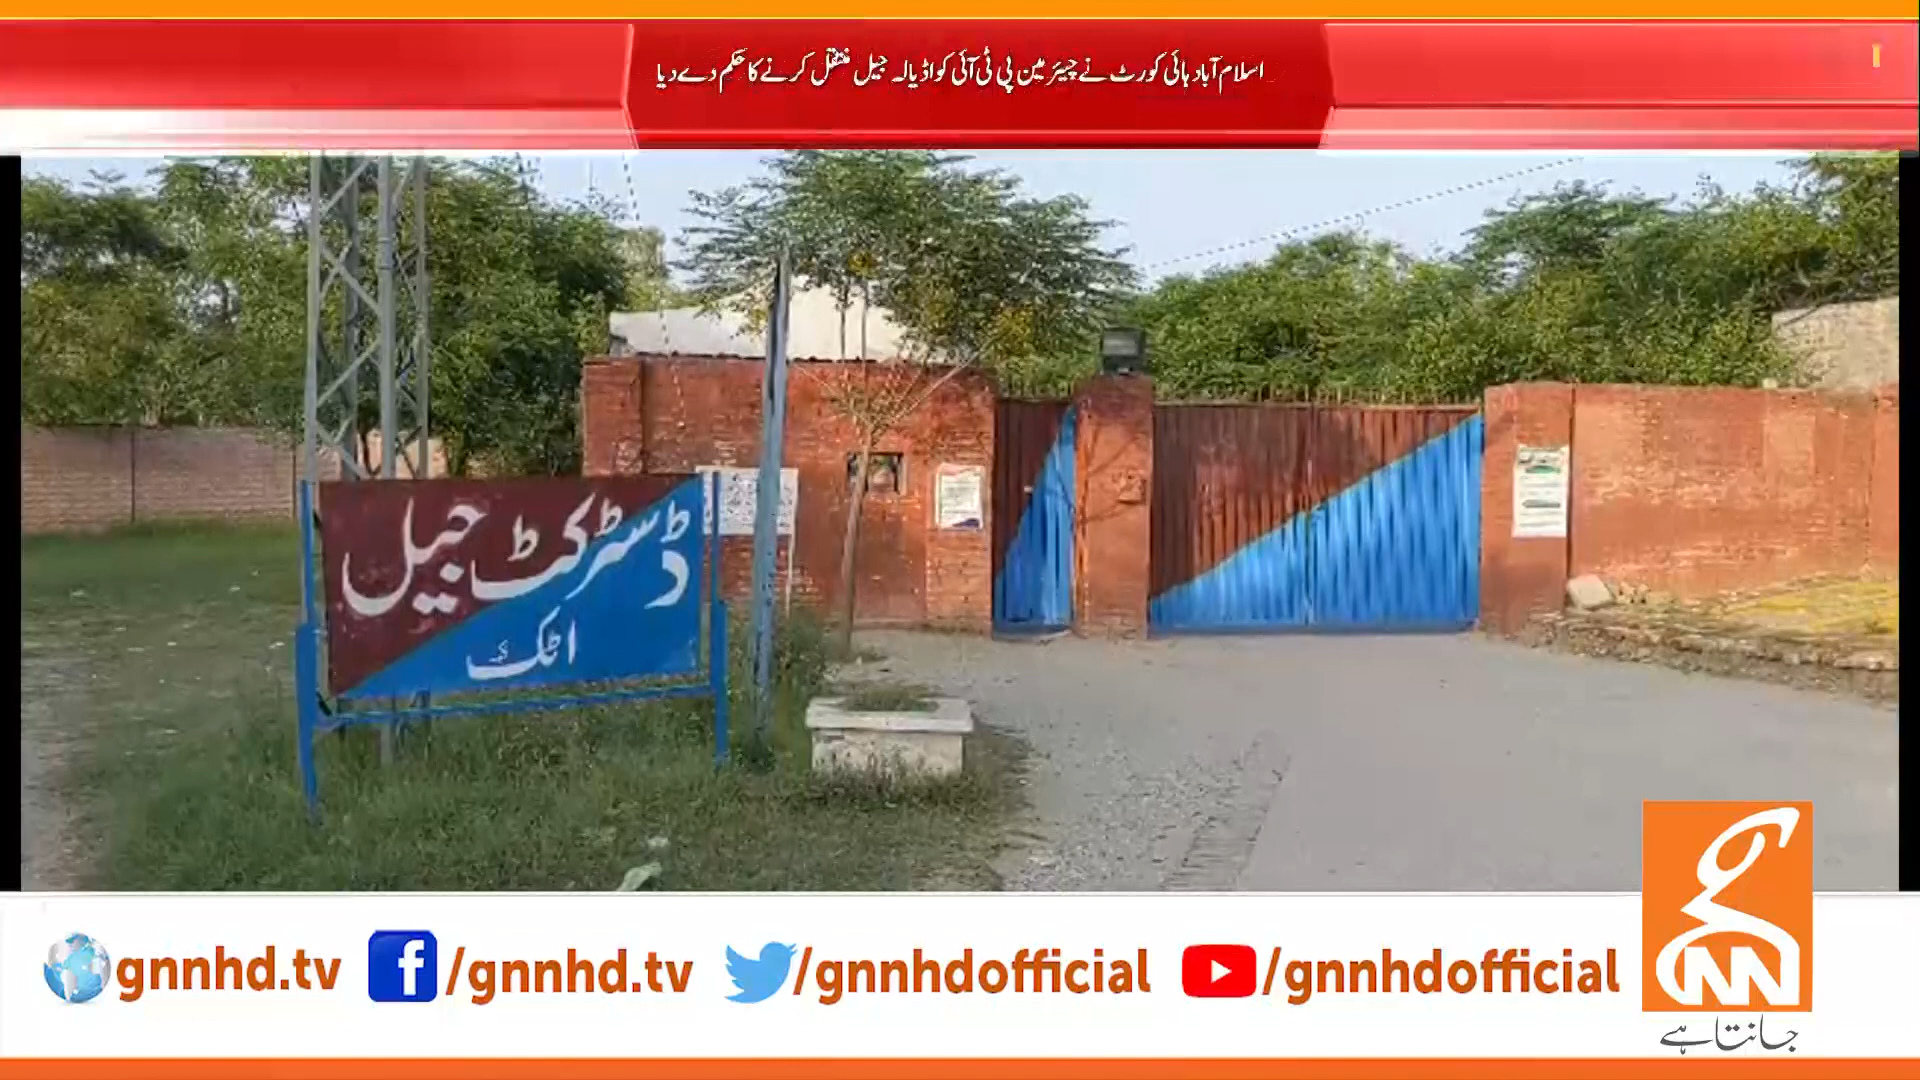 اسلام آباد ہائی کورٹ نے چیئرمین پی ٹی آئی کو اڈیالہ جیل منتقل کرنے کا حکم دے دیا
ڈسٹرکٹ جیل
اٹک
gnnhd.tv /gnnhd.tv /gnnhdofficial /gnnhdofficial
GNN
جانتا ہے